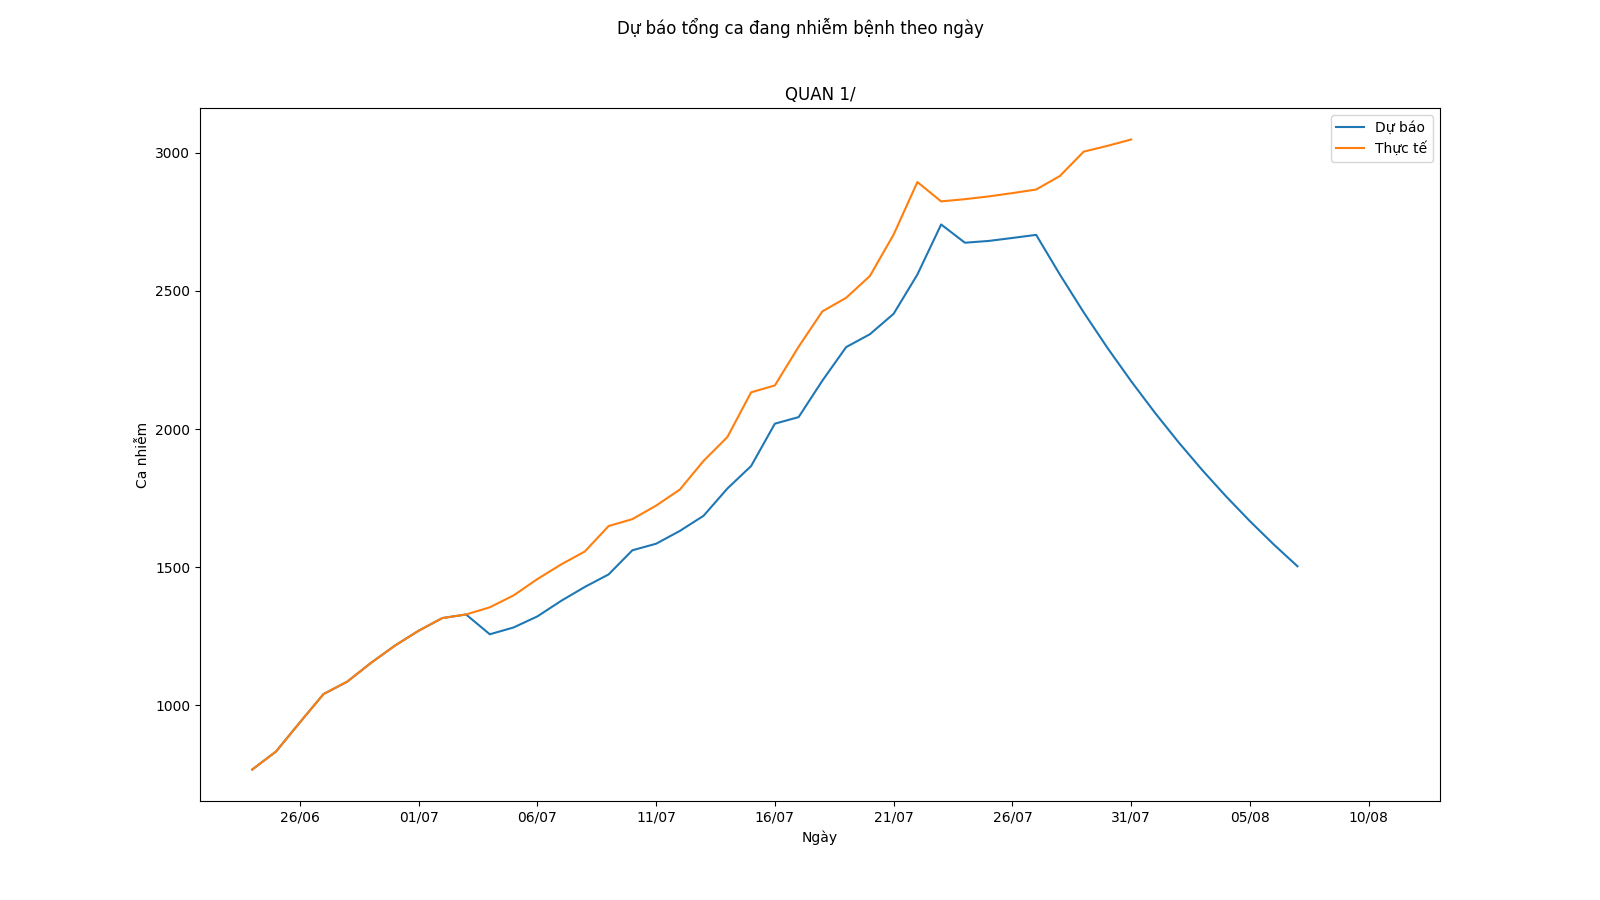 Dự báo tổng ca đang nhiễm bệnh theo ngày
QUAN 1/
Dự báo
Thực tế
3000
2500
2000
1500
1000
Ca nhiễm
26/06 01/07 06/07 11/07 16/07 21/07 26/07 31/07 05/08 10/08
Ngày